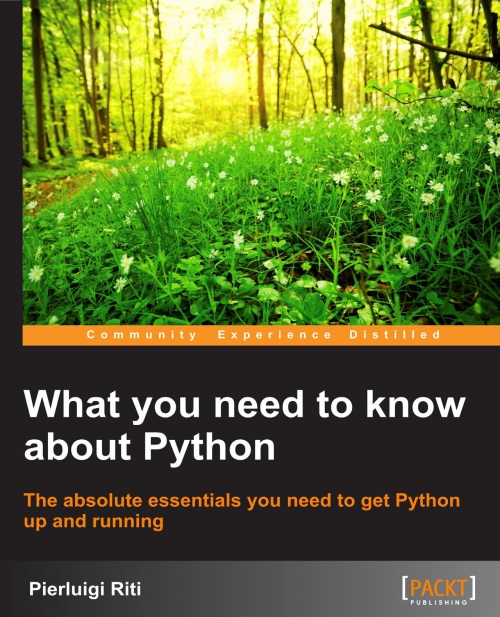 Community Experience Distilled
What you need to know
about Python
The absolute essentials you need to get Python
up and running
Pierluigi Riti
[PACKT]
PUBLISHING